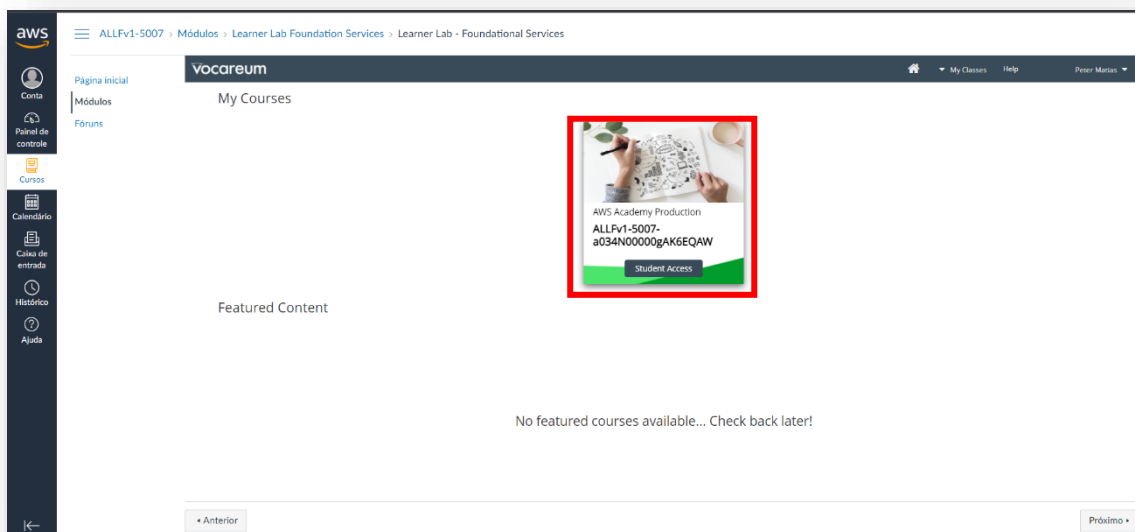 aws
ALLFv1-5007 > Módulos > Learner Lab Foundation Services > Learner Lab - Foundational Services
Conta
Painel de
controle
Cursos
Calendário
Caixa de
entrada
Histórico
Ajuda
Página inicial
Módulos
Fóruns
Vocareum
My Classes
Help
Peter Matias
My Courses
AWS Academy Production
ALLFv1-5007-
a034N00000gAK6EQAW
Student Access
Featured Content
No featured courses available... Check back later!
Anterior
Próximo